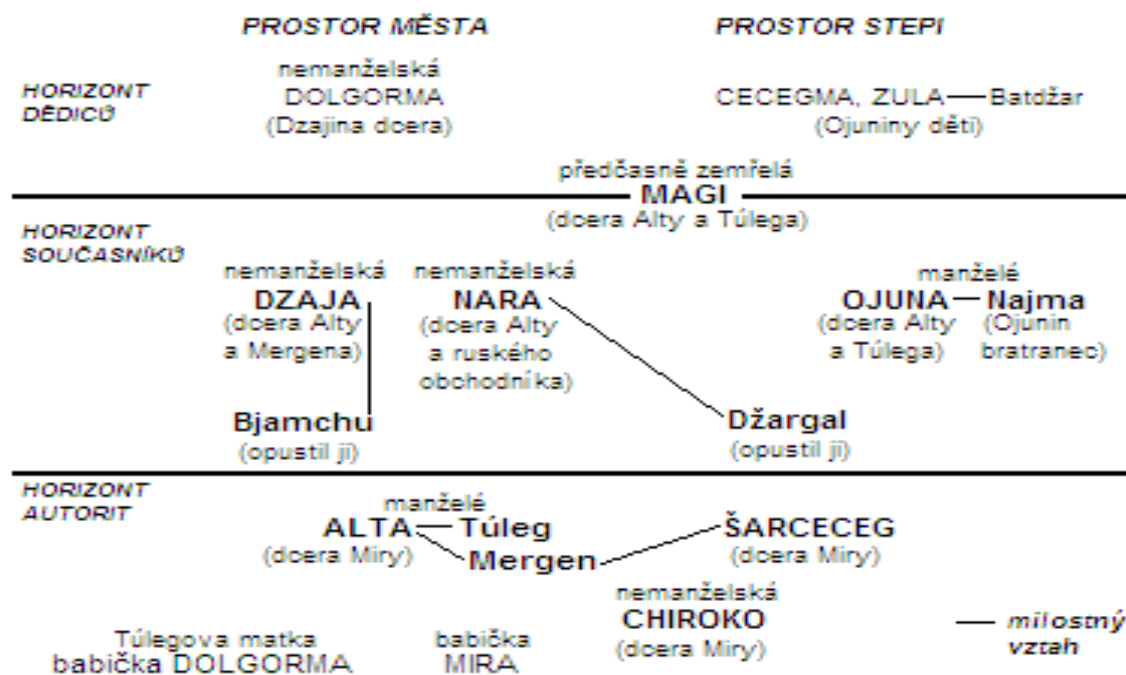 PROSTOR MĚSTA PROSTOR STEPI
HORIZONT
DĚDICŮ
nemanželská
DOLGORMA
(Dzajina dcera)
CECEGMA, ZULA — Batdžar
(Ojuniny děti)
předčasně zemřelá
MAGI
(dcera Alty a Túlega)
HORIZONT
SOUČASNÍKŮ
nemanželská
DZAJA
(dcera Alty
a Mergena)
nemanželská
NARA
(dcera Alty
a ruského
obchodníka)
manželé
OJUNA — Najma
(dcera Alty
a Túlega)
(Ojunin
bratranec)
Bjamchu
(opustil ji)
Džargal
(opustil ji)
HORIZONT
AUTORIT
manželé
ALTA — Túleg
(dcera Miry)
Mergen
ŠARCECEG
(dcera Miry)
nemanželská
CHIROKO
(dcera Miry)
Túlegova matka
babička DOLGORMA
babička
MIRA
— milostný
vztah